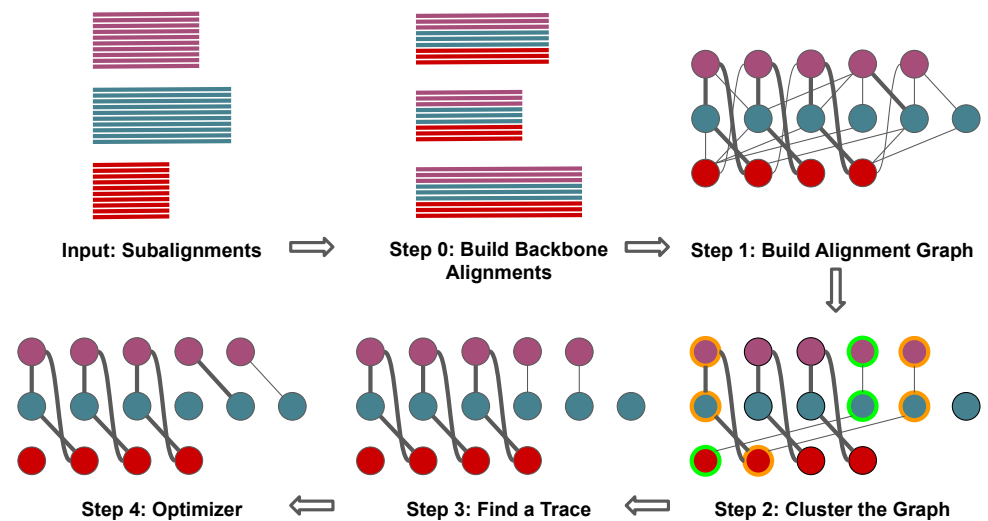 Input: Subalignments
Step 0: Build Backbone
Alignments
Step 1: Build Alignment Graph
Step 4: Optimizer
Step 3: Find a Trace
Step 2: Cluster the Graph